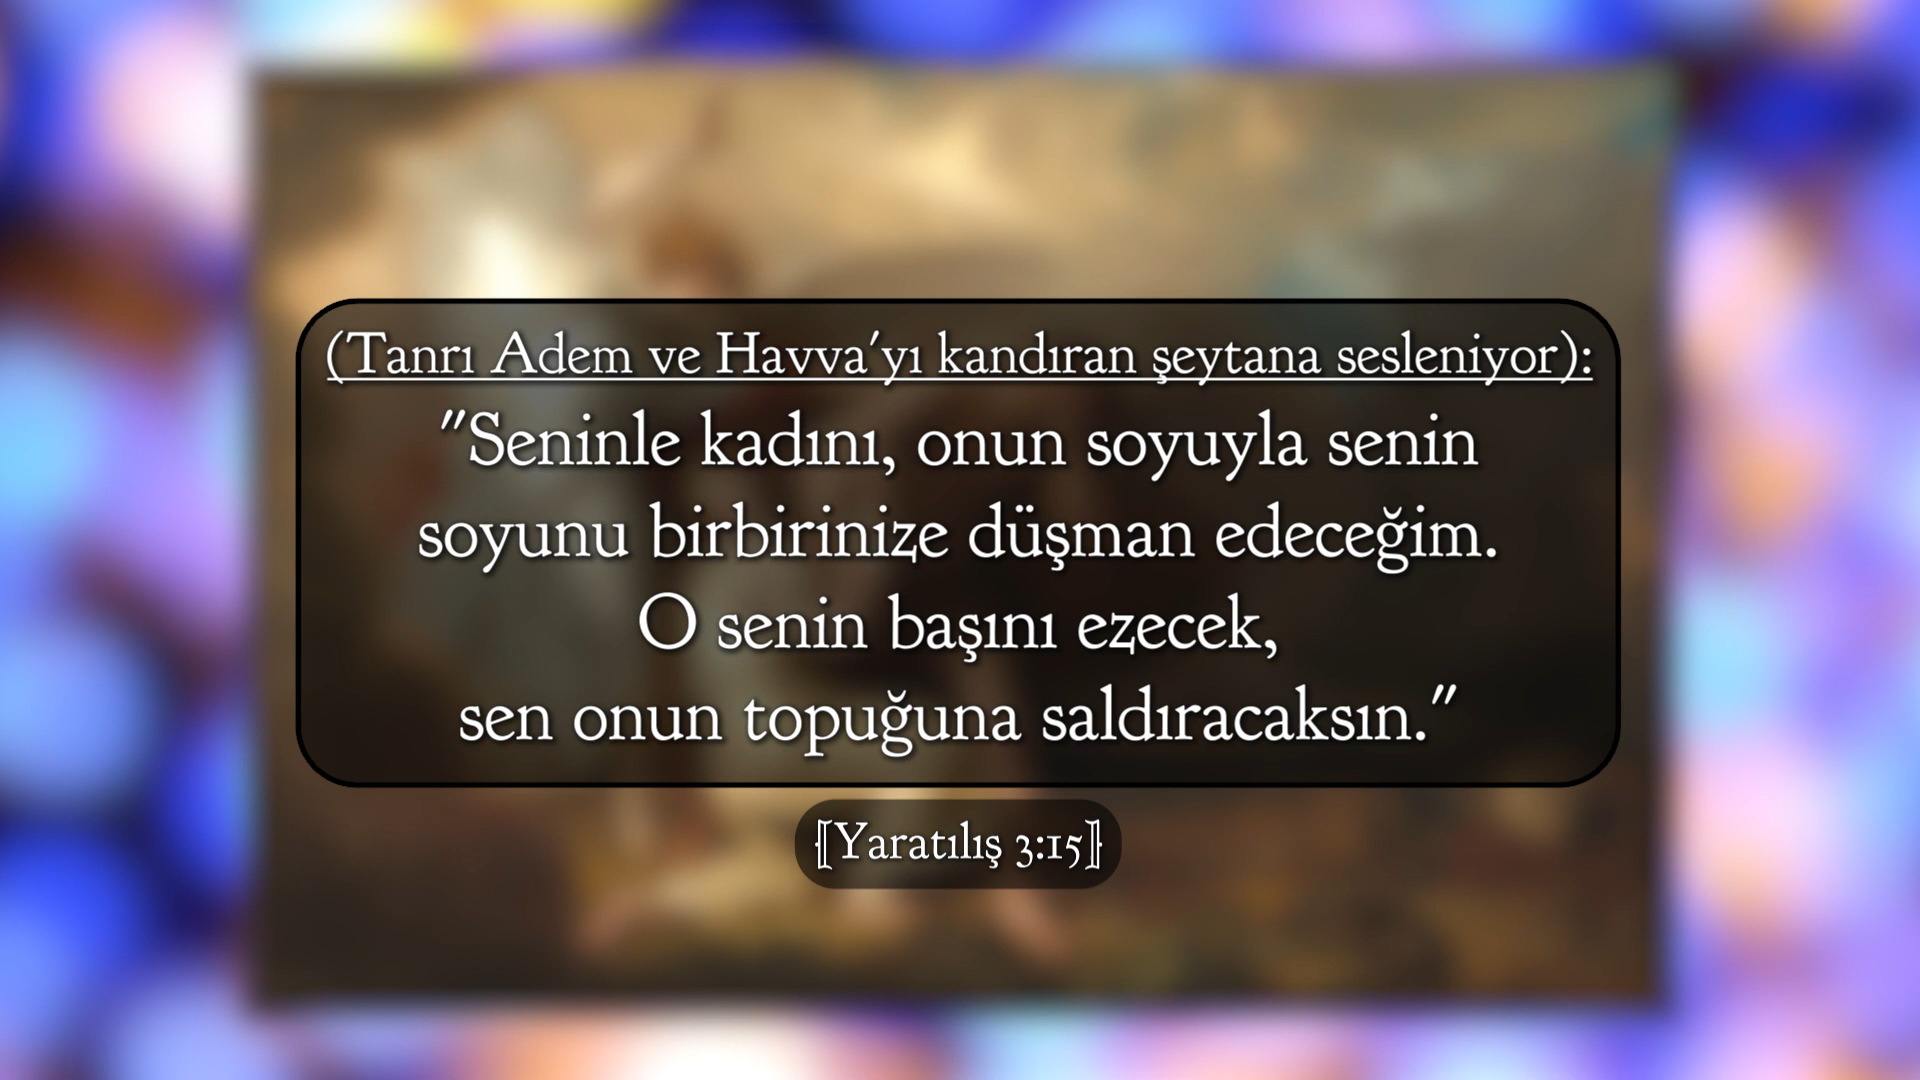 (Tanrı Adem ve Havva'yı kandıran şeytana sesleniyor):
"Seninle kadını, onun soyuyla senin
soyunu birbirinize düşman edeceğim.
O senin başını ezecek,
sen onun topuğuna saldıracaksın."
⟦Yaratılış 3:15⟧